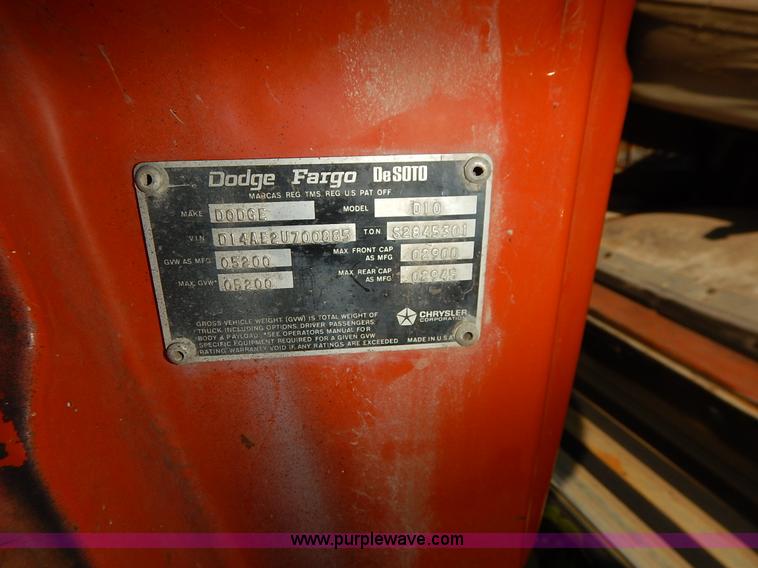 Dodge Fargo DeSOTO
MARCAS REG. TMS. REG. U.S. PAT. OFF.
MAKE DODGE MODEL D10
VIN T.O.N. S2845301
GVW AS MFG 05200 MAX FRONT CAP AS MFG 02900
MAX. GVW* 05200 MAX REAR CAP AS MFG 02945
GROSS VEHICLE WEIGHT (GVW) IS TOTAL WEIGHT OF
TRUCK INCLUDING OPTIONS, DRIVER, PASSENGERS,
BODY & PAYLOAD. *SEE OPERATORS MANUAL FOR
SPECIFIC EQUIPMENT REQUIRED FOR A GIVEN GVW
RATING. WARRANTY VOID IF ANY RATINGS ARE EXCEEDED
CHRYSLER
CORPORATION
MADE IN U.S.A.
www.purplewave.com